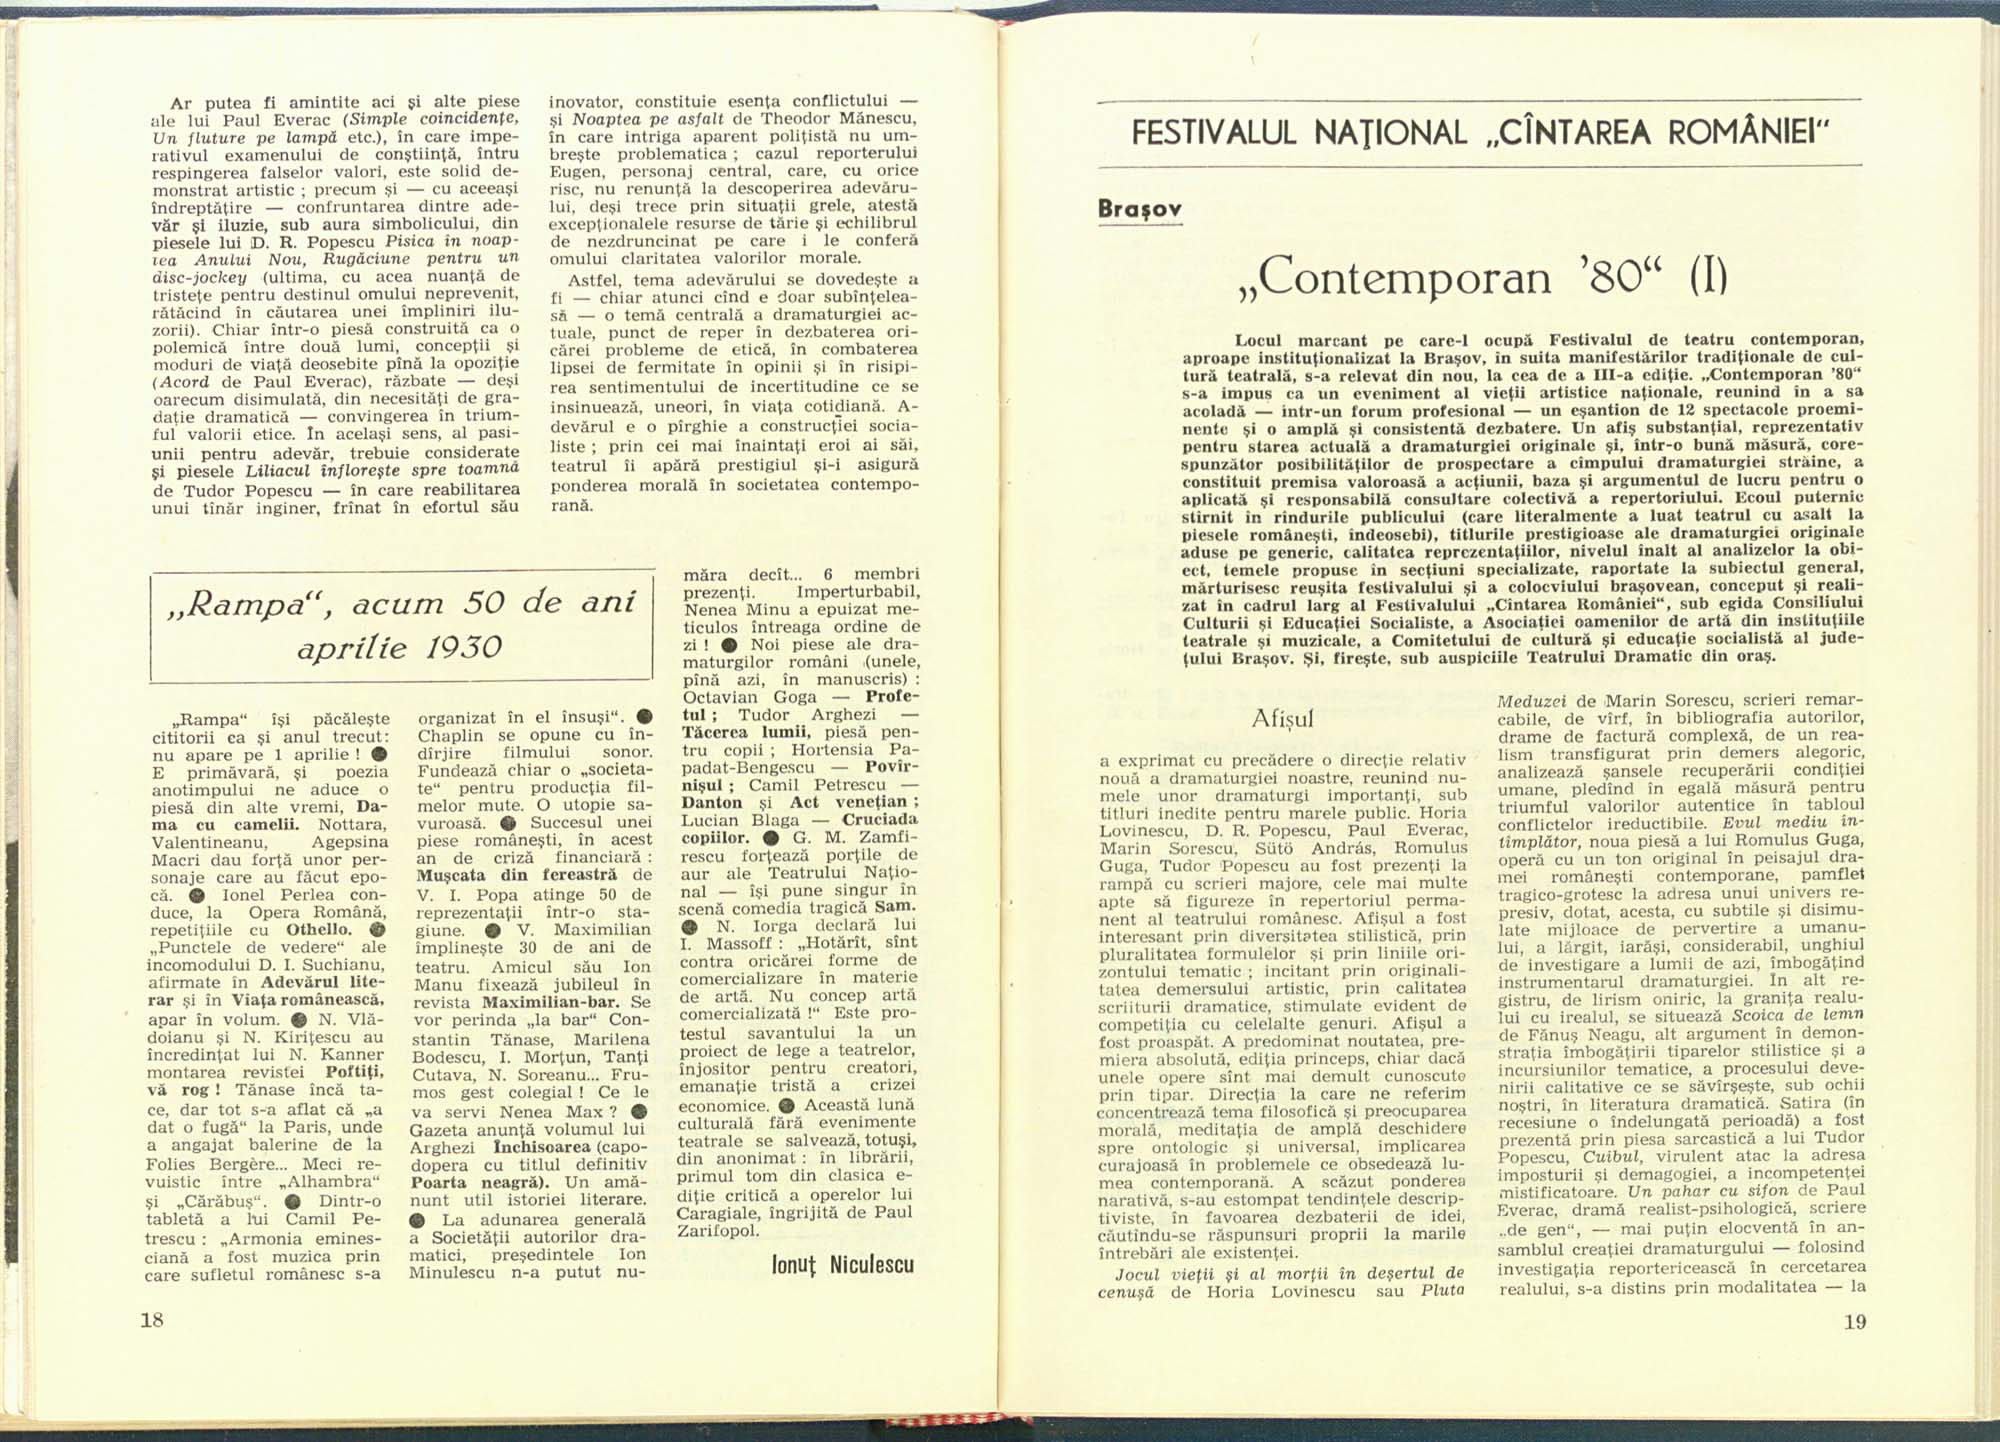 Ar putea fi amintite aci și alte piese
ale lui Paul Everac (Simple coincidențe,
Un fluture pe lampă etc.), în care impe-
rativul examenului de conștiință, întru
respingerea falselor valori, este solid de-
monstrat artistic ; precum și — cu aceeași
îndreptățire — confruntarea dintre ade-
văr și iluzie, sub aura simbolicului, din
piesele lui D. R. Popescu Pisica în noap-
tea Anului Nou, Rugăciune pentru un
disc-jockey (ultima, cu acea nuanță de
tristețe pentru destinul omului neprevenit,
rătăcind în căutarea unei împliniri ilu-
zorii). Chiar într-o piesă construită ca o
polemică între două lumi, concepții și
moduri de viață deosebite pînă la opoziție
(Acord de Paul Everac), răzbate — deși
oarecum disimulată, din necesități de gra-
dație dramatică — convingerea în trium-
ful valorii etice. În același sens, al pasi-
unii pentru adevăr, trebuie considerate
și piesele Liliacul înflorește spre toamnă
de Tudor Popescu — în care reabilitarea
unui tînăr inginer, frînat în efortul său
inovator, constituie esența conflictului —
și Noaptea pe asfalt de Theodor Mănescu,
în care intriga aparent polițistă nu um-
brește problematica ; cazul reporterului
Eugen, personaj central, care, cu orice
risc, nu renunță la descoperirea adevăru-
lui, deși trece prin situații grele, atestă
excepționalele resurse de tărie și echilibrul
de nezdruncinat pe care i le conferă
omului claritatea valorilor morale.
Astfel, tema adevărului se dovedește a
fi — chiar atunci cînd e doar subînțelea-
să — o temă centrală a dramaturgiei ac-
tuale, punct de reper în dezbaterea ori-
cărei probleme de etică, în combaterea
lipsei de fermitate în opinii și în risipi-
rea sentimentului de incertitudine ce se
insinuează, uneori, în viața cotidiană. A-
devărul e o pîrghie a construcției socia-
liste ; prin cei mai înaintați eroi ai săi,
teatrul îi apără prestigiul și-i asigură
ponderea morală în societatea contempo-
rană.
„Rampa“, acum 50 de ani
aprilie 1930
„Rampa“ își păcălește
cititorii ca și anul trecut:
nu apare pe 1 aprilie ! ●
E primăvară, și poezia
anotimpului ne aduce o
piesă din alte vremi, Da-
ma cu camelii. Nottara,
Valentineanu, Agepsina
Macri dau forță unor per-
sonaje care au făcut epo-
că. ● Ionel Perlea con-
duce, la Opera Română,
repetițiile cu Othello. ●
„Punctele de vedere“ ale
incomodului D. I. Suchianu,
afirmate în Adevărul lite-
rar și în Viața românească,
apar în volum. ● N. Vlă-
doianu și N. Kirițescu au
încredințat lui N. Kanner
montarea revistei Poftiți,
vă rog ! Tănase încă ta-
ce, dar tot s-a aflat că „a
dat o fugă“ la Paris, unde
a angajat balerine de la
Folies Bergère... Meci re-
vuistic între „Alhambra“
și „Cărăbuș“. ● Dintr-o
tabletă a lui Camil Pe-
trescu : „Armonia emines-
ciană a fost muzica prin
care sufletul românesc s-a
organizat în el însuși“. ●
Chaplin se opune cu în-
dîrjire filmului sonor.
Fundează chiar o „societa-
te“ pentru producția fil-
melor mute. O utopie sa-
vuroasă. ● Succesul unei
piese românești, în acest
an de criză financiară :
Mușcata din fereastră de
V. I. Popa atinge 50 de
reprezentații într-o sta-
giune. ● V. Maximilian
împlinește 30 de ani de
teatru. Amicul său Ion
Manu fixează jubileul în
revista Maximilian-bar. Se
vor perinda „la bar“ Con-
stantin Tănase, Marilena
Bodescu, I. Morțun, Tanți
Cutava, N. Soreanu... Fru-
mos gest colegial ! Ce le
va servi Nenea Max ? ●
Gazeta anunță volumul lui
Arghezi Închisoarea (capo-
dopera cu titlul definitiv
Poarta neagră). Un amă-
nunt util istoriei literare.
● La adunarea generală
a Societății autorilor dra-
matici, președintele Ion
Minulescu n-a putut nu-
măra decît... 6 membri
prezenți. Imperturbabil,
Nenea Minu a epuizat me-
ticulos întreaga ordine de
zi ! ● Noi piese ale dra-
maturgilor români (unele,
pînă azi, în manuscris) :
Octavian Goga — Profe-
tul ; Tudor Arghezi —
Tăcerea lumii, piesă pen-
tru copii ; Hortensia Pa-
padat-Bengescu — Povîr-
nișul ; Camil Petrescu —
Danton și Act venețian ;
Lucian Blaga — Cruciada
copiilor. ● G. M. Zamfi-
rescu forțează porțile de
aur ale Teatrului Națio-
nal — își pune singur în
scenă comedia tragică Sam.
● N. Iorga declară lui
I. Massoff : „Hotărît, sînt
contra oricărei forme de
comercializare în materie
de artă. Nu concep artă
comercializată !“ Este pro-
testul savantului la un
proiect de lege a teatrelor,
înjositor pentru creatori,
emanație tristă a crizei
economice. ● Această lună
culturală fără evenimente
teatrale se salvează, totuși,
din anonimat : în librării,
primul tom din clasica e-
diție critică a operelor lui
Caragiale, îngrijită de Paul
Zarifopol.
Ionuț Niculescu
18
FESTIVALUL NAȚIONAL „CÎNTAREA ROMÂNIEI“
Brașov
„Contemporan ’80“ (I)
Locul marcant pe care-l ocupă Festivalul de teatru contemporan,
aproape instituționalizat la Brașov, în suita manifestărilor tradiționale de cul-
tură teatrală, s-a relevat din nou, la cea de a III-a ediție. „Contemporan ’80“
s-a impus ca un eveniment al vieții artistice naționale, reunind în a sa
acoladă — într-un forum profesional — un eșantion de 12 spectacole proemi-
nente și o amplă și consistentă dezbatere. Un afiș substanțial, reprezentativ
pentru starea actuală a dramaturgiei originale și, într-o bună măsură, core-
spunzător posibilităților de prospectare a cîmpului dramaturgiei străine, a
constituit premisa valoroasă a acțiunii, baza și argumentul de lucru pentru o
aplicată și responsabilă consultare colectivă a repertoriului. Ecoul puternic
stîrnit în rîndurile publicului (care literalmente a luat teatrul cu asalt la
piesele românești, îndeosebi), titlurile prestigioase ale dramaturgiei originale
aduse pe generic, calitatea reprezentațiilor, nivelul înalt al analizelor la obi-
ect, temele propuse în secțiuni specializate, raportate la subiectul general,
mărturisesc reușita festivalului și a colocviului brașovean, conceput și reali-
zat în cadrul larg al Festivalului „Cîntarea României“, sub egida Consiliului
Culturii și Educației Socialiste, a Asociației oamenilor de artă din instituțiile
teatrale și muzicale, a Comitetului de cultură și educație socialistă al jude-
țului Brașov. Și, firește, sub auspiciile Teatrului Dramatic din oraș.
Afișul
a exprimat cu precădere o direcție relativ
nouă a dramaturgiei noastre, reunind nu-
mele unor dramaturgi importanți, sub
titluri inedite pentru marele public. Horia
Lovinescu, D. R. Popescu, Paul Everac,
Marin Sorescu, Sütö András, Romulus
Guga, Tudor Popescu au fost prezenți la
rampă cu scrieri majore, cele mai multe
apte să figureze în repertoriul perma-
nent al teatrului românesc. Afișul a fost
interesant prin diversitatea stilistică, prin
pluralitatea formulelor și prin liniile ori-
zontului tematic ; incitant prin originali-
tatea demersului artistic, prin calitatea
scriiturii dramatice, stimulate evident de
competiția cu celelalte genuri. Afișul a
fost proaspăt. A predominat noutatea, pre-
miera absolută, ediția princeps, chiar dacă
unele opere sînt mai demult cunoscute
prin tipar. Direcția la care ne referim
concentrează tema filosofică și preocuparea
morală, meditația de amplă deschidere
spre ontologic și universal, implicarea
curajoasă în problemele ce obsedează lu-
mea contemporană. A scăzut ponderea
narativă, s-au estompat tendințele descrip-
tiviste, în favoarea dezbaterii de idei,
căutîndu-se răspunsuri proprii la marile
întrebări ale existenței.
Jocul vieții și al morții în deșertul de
cenușă de Horia Lovinescu sau Pluta
Meduzei de Marin Sorescu, scrieri remar-
cabile, de vîrf, în bibliografia autorilor,
drame de factură complexă, de un rea-
lism transfigurat prin demers alegoric,
analizează șansele recuperării condiției
umane, pledînd în egală măsură pentru
triumful valorilor autentice în tabloul
conflictelor ireductibile. Evul mediu în-
tîmplător, noua piesă a lui Romulus Guga,
operă cu un ton original în peisajul dra-
mei românești contemporane, pamflet
tragico-grotesc la adresa unui univers re-
presiv, dotat, acesta, cu subtile și disimu-
late mijloace de pervertire a umanu-
lui, a lărgit, iarăși, considerabil, unghiul
de investigare a lumii de azi, îmbogățind
instrumentarul dramaturgiei. În alt re-
gistru, de lirism oniric, la granița realu-
lui cu irealul, se situează Scoica de lemn
de Fănuș Neagu, alt argument în demon-
strația îmbogățirii tiparelor stilistice și a
incursiunilor tematice, a procesului deve-
nirii calitative ce se săvîrșește, sub ochii
noștri, în literatura dramatică. Satira (în
recesiune o îndelungată perioadă) a fost
prezentă prin piesa sarcastică a lui Tudor
Popescu, Cuibul, virulent atac la adresa
imposturii și demagogiei, a incompetenței
mistificatoare. Un pahar cu sifon de Paul
Everac, dramă realist-psihologică, scriere
„de gen“, — mai puțin elocventă în an-
samblul creației dramaturgului — folosind
investigația reportericească în cercetarea
realului, s-a distins prin modalitatea — la
19